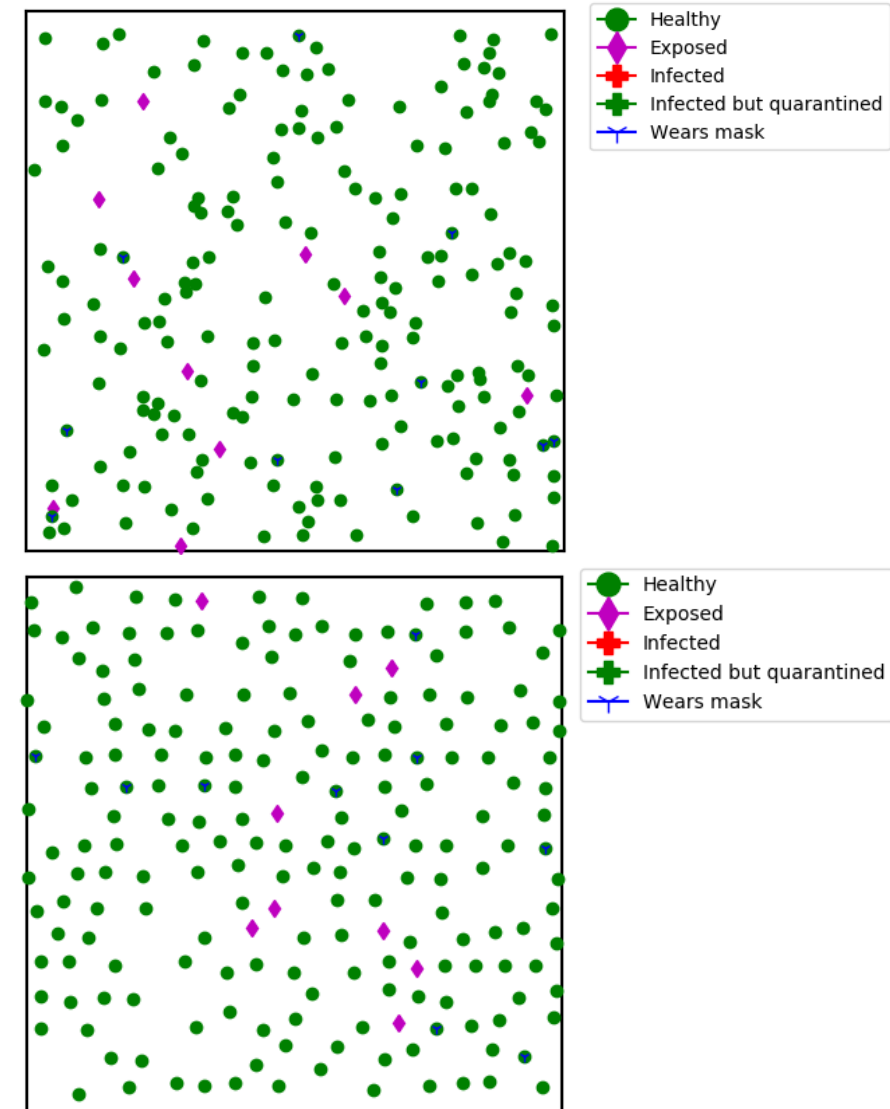 Healthy
Exposed
Infected
Infected but quarantined
Wears mask
Healthy
Exposed
Infected
Infected but quarantined
Wears mask